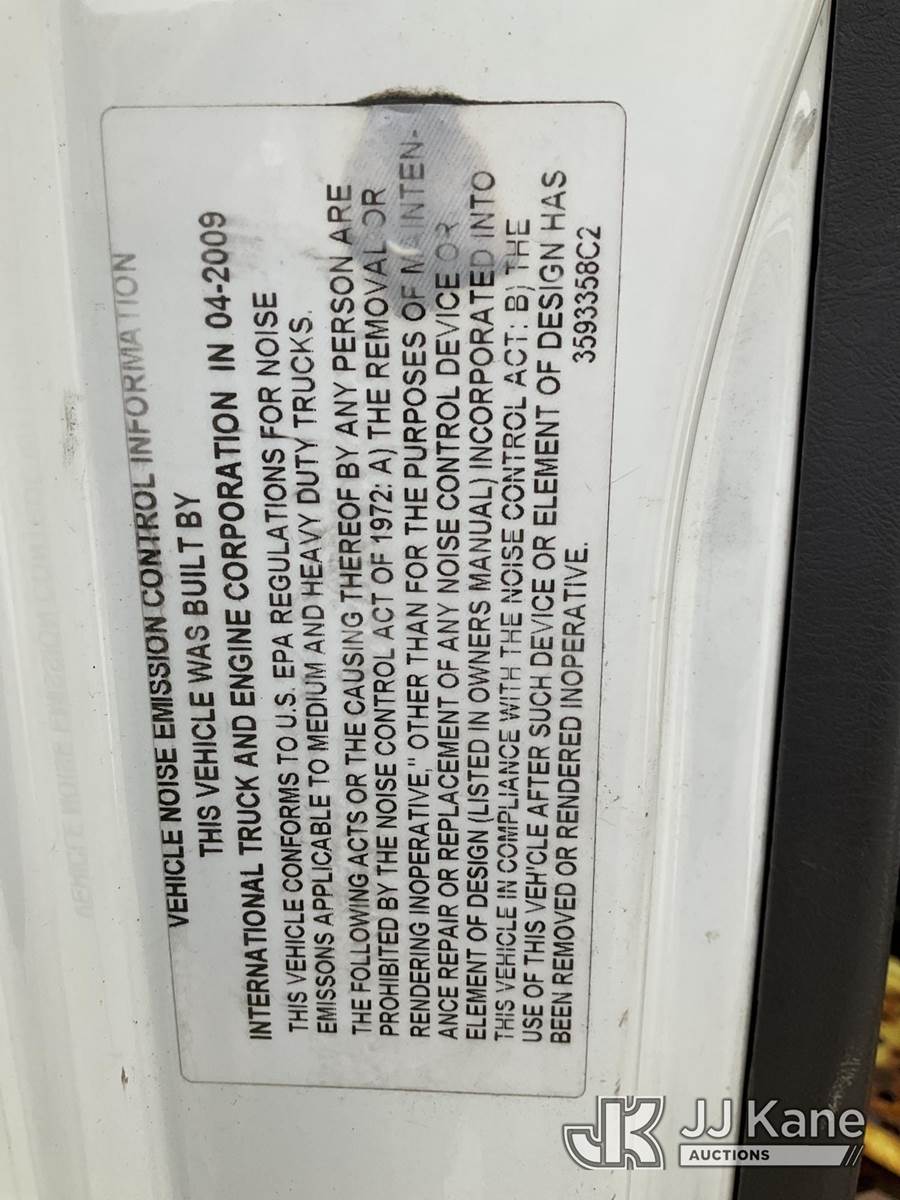 VEHICLE NOISE EMISSION CONTROL INFORMATION
THIS VEHICLE WAS BUILT BY
INTERNATIONAL TRUCK AND ENGINE CORPORATION IN 04-2009
THIS VEHICLE CONFORMS TO U.S. EPA REGULATIONS FOR NOISE
EMISSONS APPLICABLE TO MEDIUM AND HEAVY DUTY TRUCKS.
THE FOLLOWING ACTS OR THE CAUSING THEREOF BY ANY PERSON ARE
PROHIBITED BY THE NOISE CONTROL ACT OF 1972: A) THE REMOVAL OR
RENDERING INOPERATIVE," OTHER THAN FOR THE PURPOSES OF MAINTEN-
ANCE REPAIR OR REPLACEMENT OF ANY NOISE CONTROL DEVICE OR
ELEMENT OF DESIGN (LISTED IN OWNERS MANUAL) INCORPORATED INTO
THIS VEHICLE IN COMPLIANCE WITH THE NOISE CONTROL ACT: B) THE
USE OF THIS VEHICLE AFTER SUCH DEVICE OR ELEMENT OF DESIGN HAS
BEEN REMOVED OR RENDERED INOPERATIVE.
3593358C2
JK JJ Kane
AUCTIONS